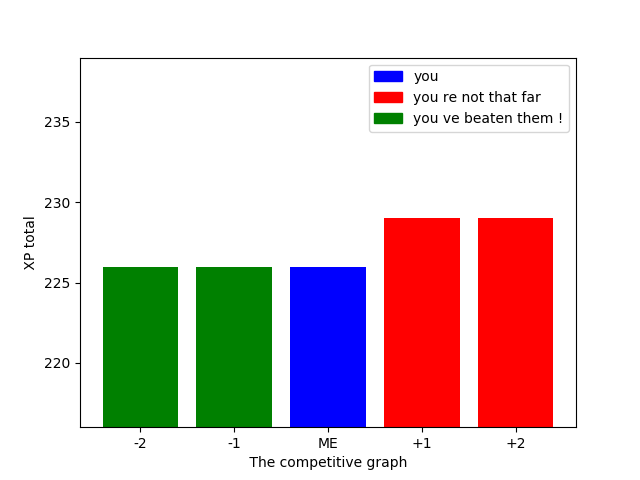 you
you re not that far
you ve beaten them !
235
230
225
220
XP total
-2
-1
ME
+1
+2
The competitive graph